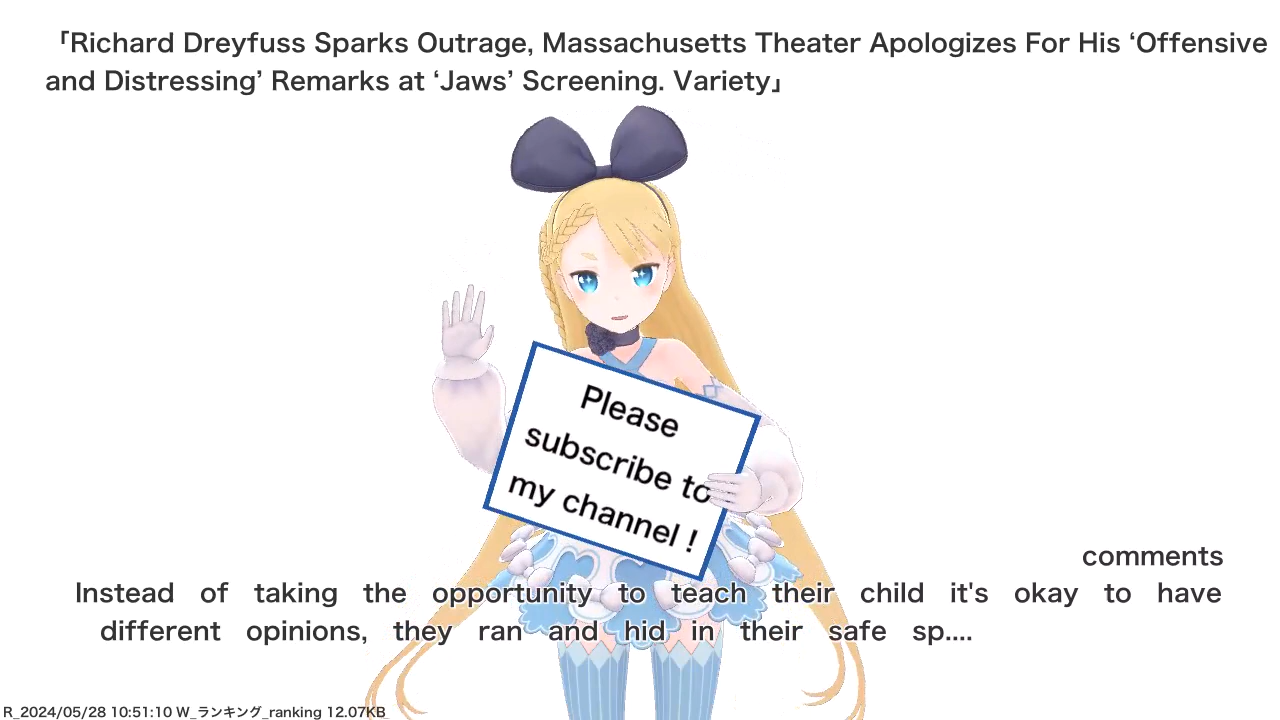 「Richard Dreyfuss Sparks Outrage, Massachusetts Theater Apologizes For His ‘Offensive
and Distressing’ Remarks at ‘Jaws’ Screening. Variety」
Please
subscribe to
my channel !
comments
Instead of taking the opportunity to teach their child it's okay to have
different opinions, they ran and hid in their safe sp....
R_2024/05/28 10:51:10 W_ランキング_ranking 12.07KB